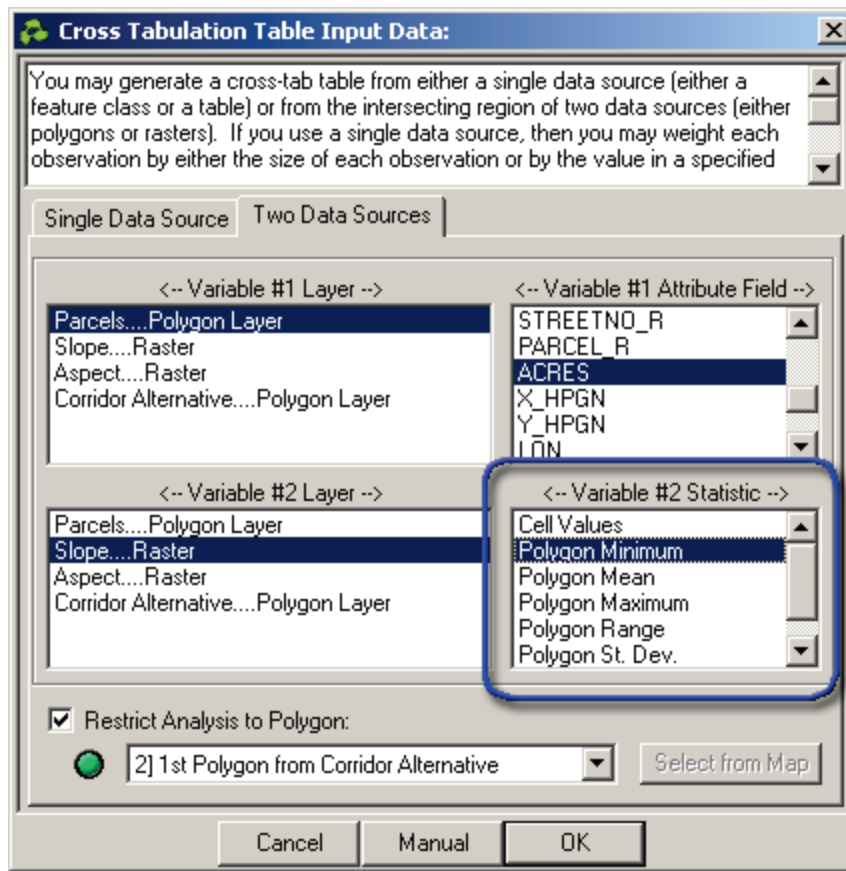 Cross Tabulation Table Input Data:
You may generate a cross-tab table from either a single data source (either a
feature class or a table) or from the intersecting region of two data sources (either
polygons or rasters). If you use a single data source, then you may weight each
observation by either the size of each observation or by the value in a specified
Single Data Source
Two Data Sources
<-- Variable #1 Layer -->
Parcels....Polygon Layer
Slope....Raster
Aspect....Raster
Corridor Alternative....Polygon Layer
<-- Variable #1 Attribute Field -->
STREETNO_R
PARCEL_R
ACRES
X_HPGN
Y_HPGN
LON
<-- Variable #2 Layer -->
Parcels....Polygon Layer
Slope....Raster
Aspect....Raster
Corridor Alternative....Polygon Layer
<-- Variable #2 Statistic -->
Cell Values
Polygon Minimum
Polygon Mean
Polygon Maximum
Polygon Range
Polygon St. Dev.
Restrict Analysis to Polygon:
2] 1st Polygon from Corridor Alternative
Select from Map
Cancel
Manual
OK